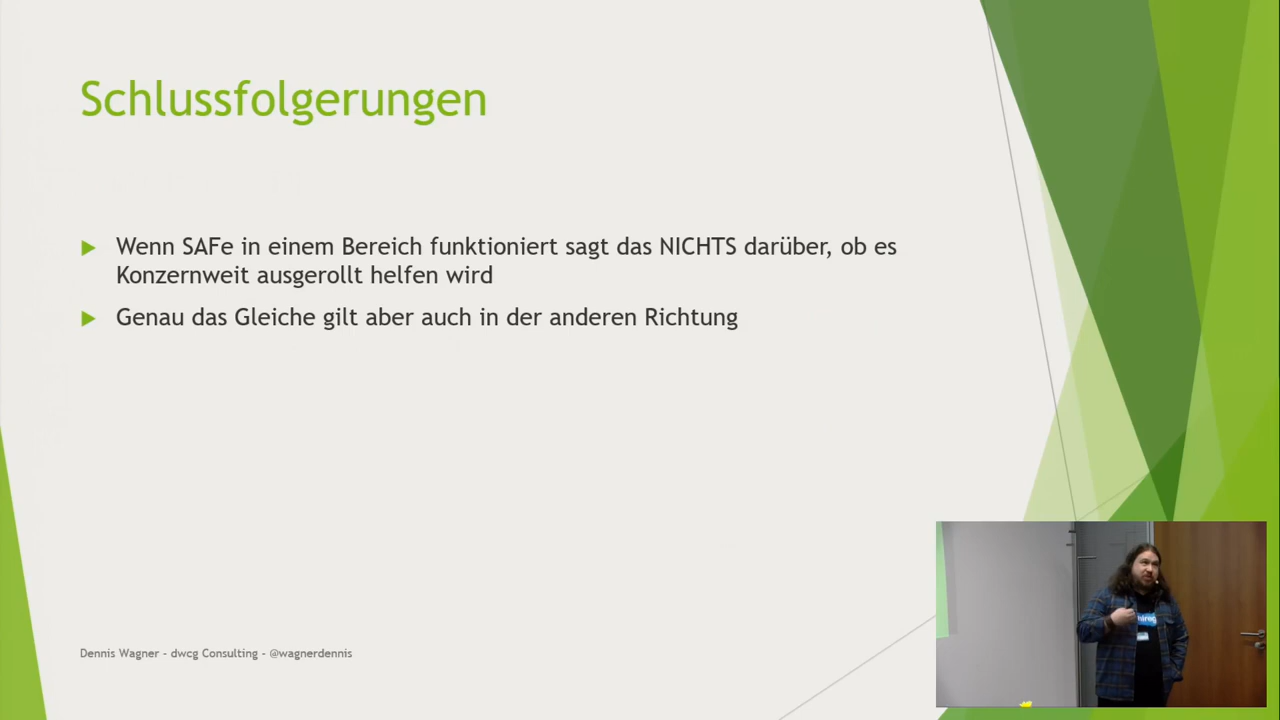 Schlussfolgerungen
Wenn SAFe in einem Bereich funktioniert sagt das NICHTS darüber, ob es
Konzernweit ausgerollt helfen wird
Genau das Gleiche gilt aber auch in der anderen Richtung
Dennis Wagner - dwcg Consulting - @wagnerdennis